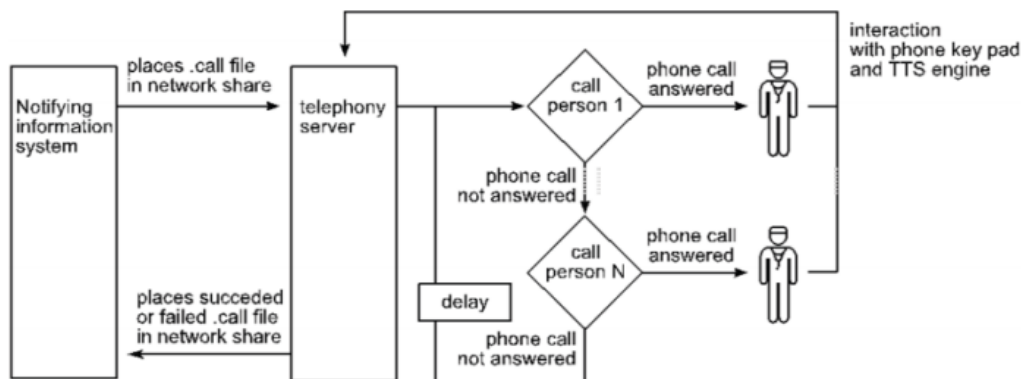 places .call file
in network share
Notifying
information
system
telephony
server
call
person 1
phone call
answered
interaction
with phone key pad
and TTS engine
phone call
not answered
call
person N
phone call
answered
delay
places succeded
or failed .call file
in network share
phone call
not answered